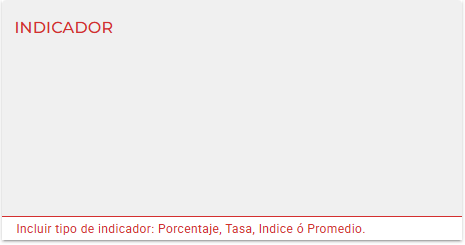 INDICADOR
Incluir tipo de indicador: Porcentaje, Tasa, Indice ó Promedio.